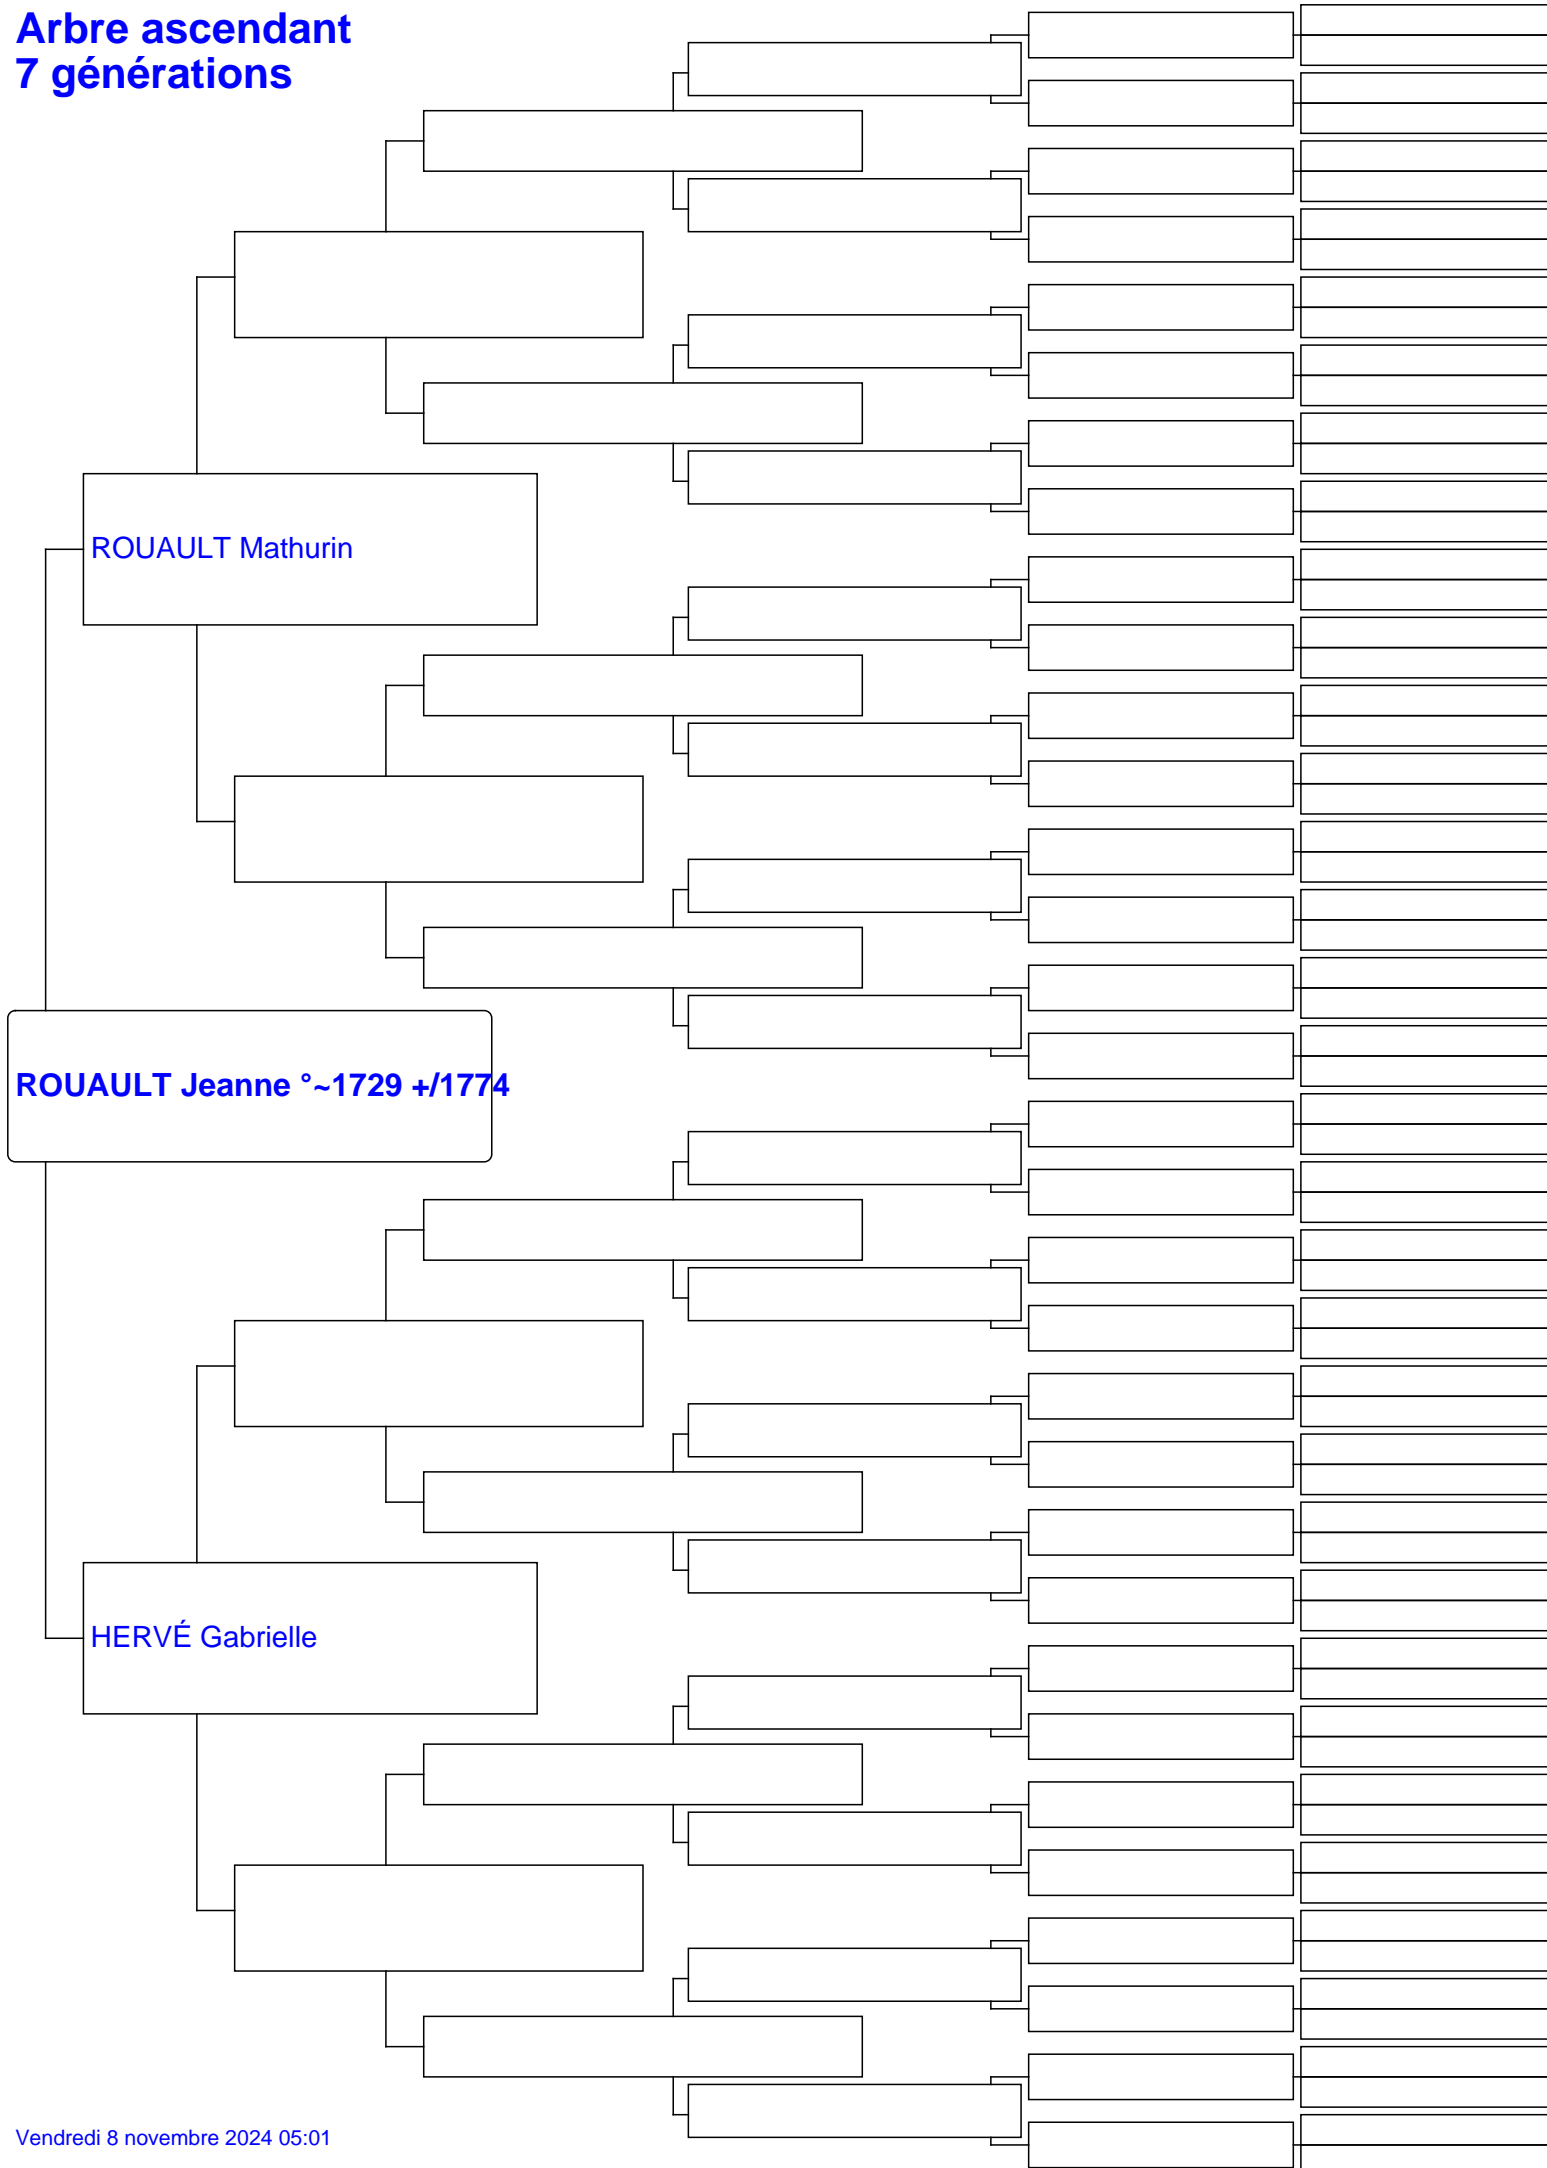 Arbre ascendant
7 générations
ROUAULT Mathurin
ROUAULT Jeanne °~1729 +/1774
HERVÉ Gabrielle
Vendredi 8 novembre 2024 05:01